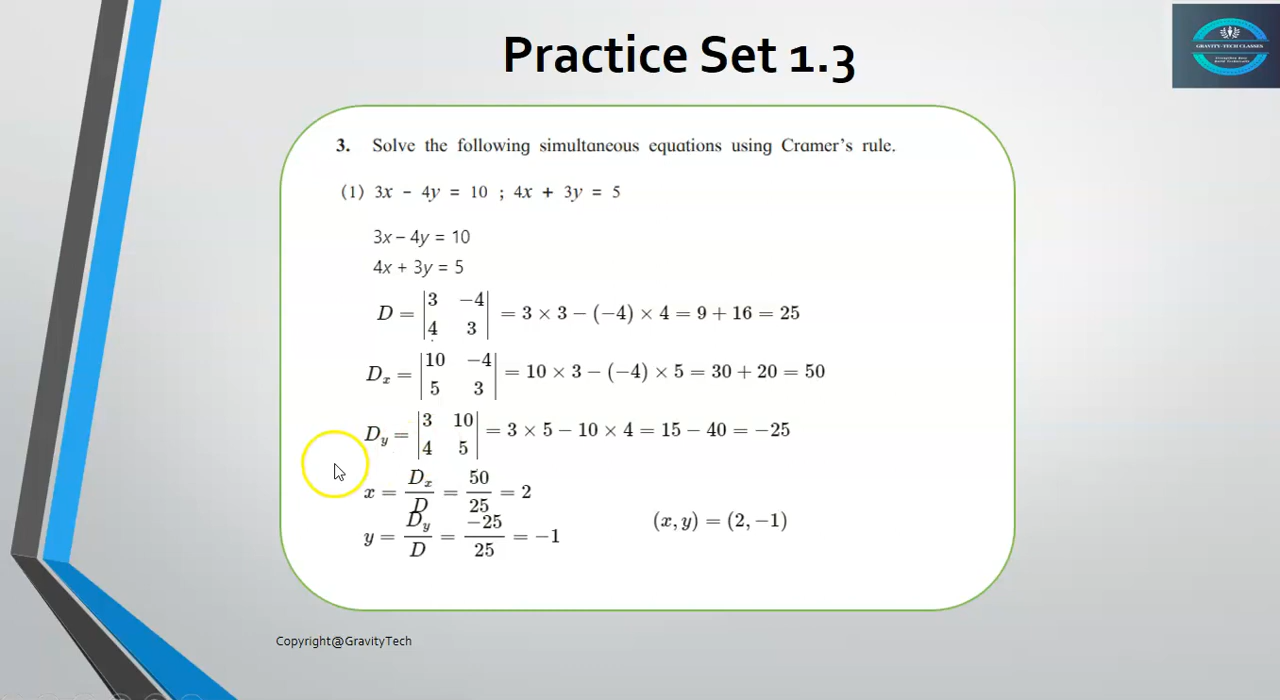 Practice Set 1.3
GRAVITY-TECH CLASSES
3. Solve the following simultaneous equations using Cramer's rule.
(1) 3x - 4y = 10 ; 4x + 3y = 5
3x – 4y = 10
4x + 3y = 5
D = |3 −4; 4 3| = 3 × 3 − (−4) × 4 = 9 + 16 = 25
Dx = |10 −4; 5 3| = 10 × 3 − (−4) × 5 = 30 + 20 = 50
Dy = |3 10; 4 5| = 3 × 5 − 10 × 4 = 15 − 40 = −25
x = Dx/D = 50/25 = 2
y = Dy/D = −25/25 = −1
(x, y) = (2, −1)
Copyright@GravityTech